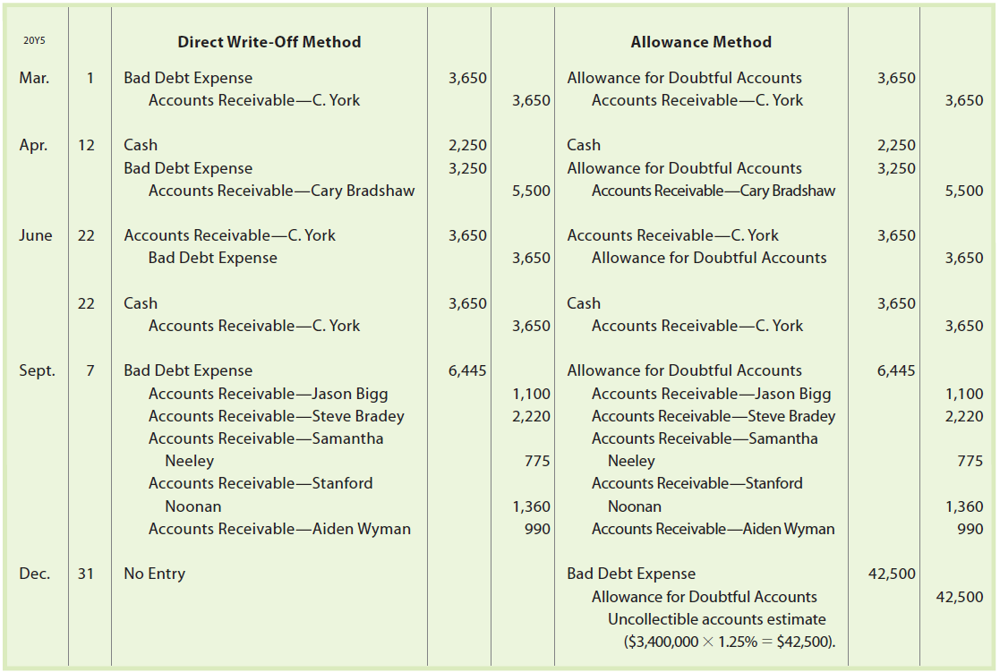 20Y5 Direct Write-Off Method Allowance Method
Mar. 1 Bad Debt Expense 3,650 Allowance for Doubtful Accounts 3,650
Accounts Receivable—C. York 3,650 Accounts Receivable—C. York 3,650
Apr. 12 Cash 2,250 Cash 2,250
Bad Debt Expense 3,250 Allowance for Doubtful Accounts 3,250
Accounts Receivable—Cary Bradshaw 5,500 Accounts Receivable—Cary Bradshaw 5,500
June 22 Accounts Receivable—C. York 3,650 Accounts Receivable—C. York 3,650
Bad Debt Expense 3,650 Allowance for Doubtful Accounts 3,650
22 Cash 3,650 Cash 3,650
Accounts Receivable—C. York 3,650 Accounts Receivable—C. York 3,650
Sept. 7 Bad Debt Expense 6,445 Allowance for Doubtful Accounts 6,445
Accounts Receivable—Jason Bigg 1,100 Accounts Receivable—Jason Bigg 1,100
Accounts Receivable—Steve Bradey 2,220 Accounts Receivable—Steve Bradey 2,220
Accounts Receivable—Samantha Accounts Receivable—Samantha
Neeley 775 Neeley 775
Accounts Receivable—Stanford Accounts Receivable—Stanford
Noonan 1,360 Noonan 1,360
Accounts Receivable—Aiden Wyman 990 Accounts Receivable—Aiden Wyman 990
Dec. 31 No Entry Bad Debt Expense 42,500
Allowance for Doubtful Accounts 42,500
Uncollectible accounts estimate
($3,400,000 × 1.25% = $42,500).